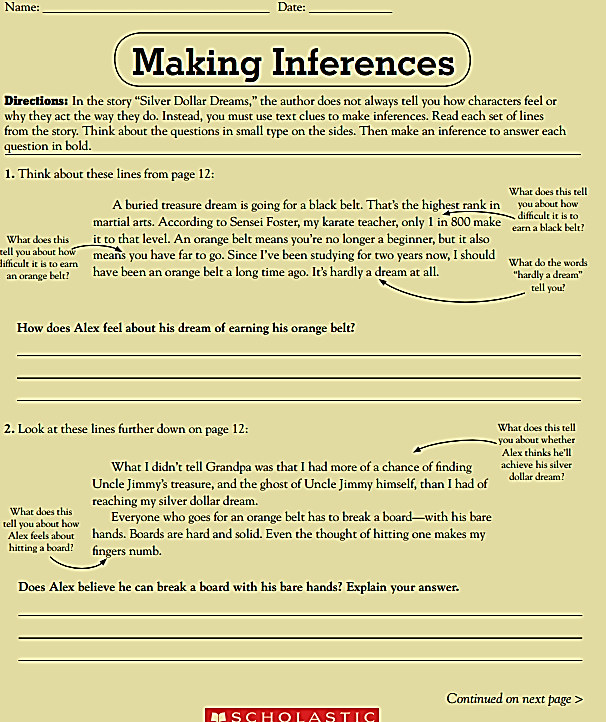 Name: ______________ Date: ______________
Making Inferences
Directions: In the story "Silver Dollar Dreams," the author does not always tell you how characters feel or
why they act the way they do. Instead, you must use text clues to make inferences. Read each set of lines
from the story. Think about the questions in small type on the sides. Then make an inference to answer each
question in bold.
1. Think about these lines from page 12:
A buried treasure dream is going for a black belt. That's the highest rank in
martial arts. According to Sensei Foster, my karate teacher, only 1 in 800 make
it to that level. An orange belt means you're no longer a beginner, but it also
means you have far to go. Since I've been studying for two years now, I should
have been an orange belt a long time ago. It's hardly a dream at all.
What does this tell
you about how
difficult it is to
earn a black belt?
What does this
tell you about how
difficult it is to earn
an orange belt?
What do the words
"hardly a dream"
tell you?
How does Alex feel about his dream of earning his orange belt?
2. Look at these lines further down on page 12:
What does this tell
you about whether
Alex thinks he'll
achieve his silver
dollar dream?
What I didn't tell Grandpa was that I had more of a chance of finding
Uncle Jimmy's treasure, and the ghost of Uncle Jimmy himself, than I had of
reaching my silver dollar dream.
Everyone who goes for an orange belt has to break a board—with his bare
hands. Boards are hard and solid. Even the thought of hitting one makes my
fingers numb.
What does this
tell you about how
Alex feels about
hitting a board?
Does Alex believe he can break a board with his bare hands? Explain your answer.
Continued on next page >
SCHOLASTIC